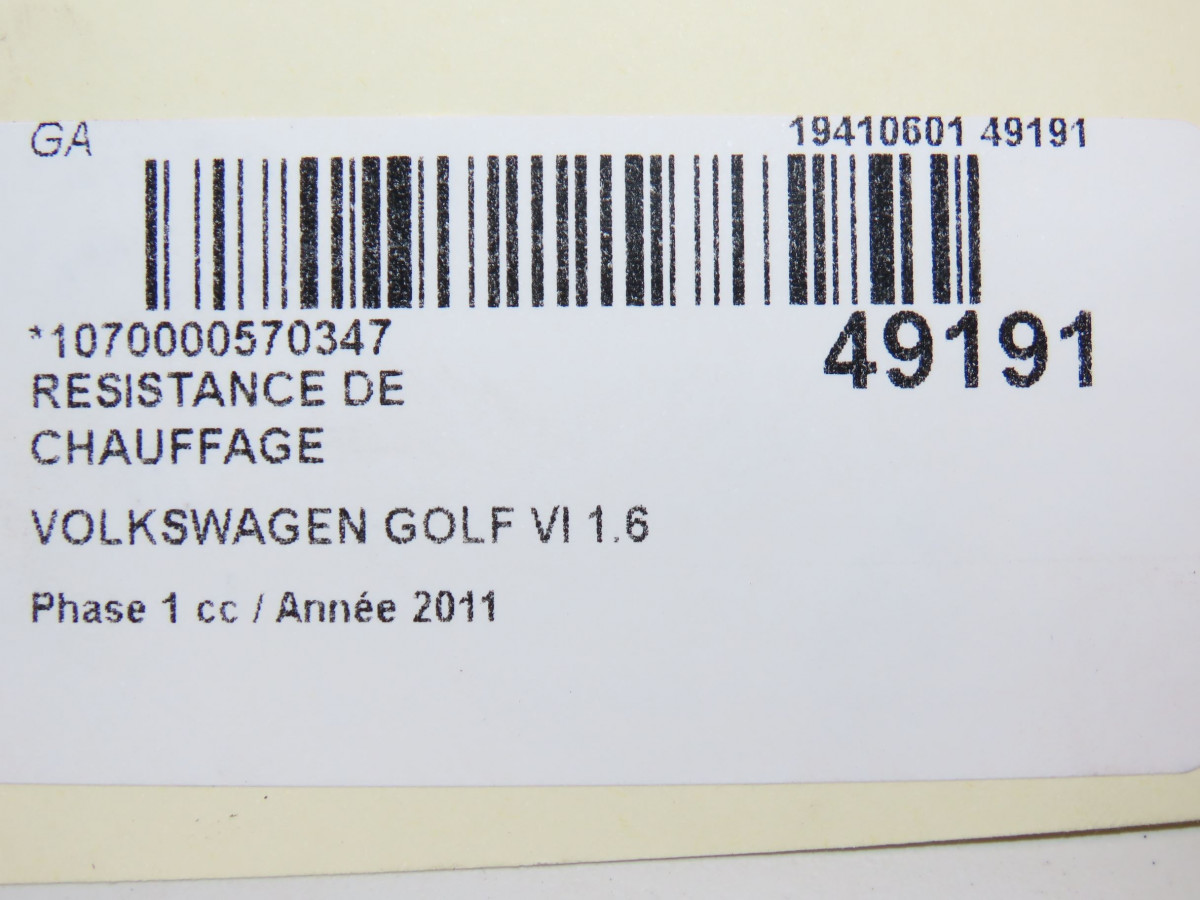 GA
19410601 49191
*1070000570347
49191
RESISTANCE DE
CHAUFFAGE
VOLKSWAGEN GOLF VI 1.6
Phase 1 cc / Année 2011